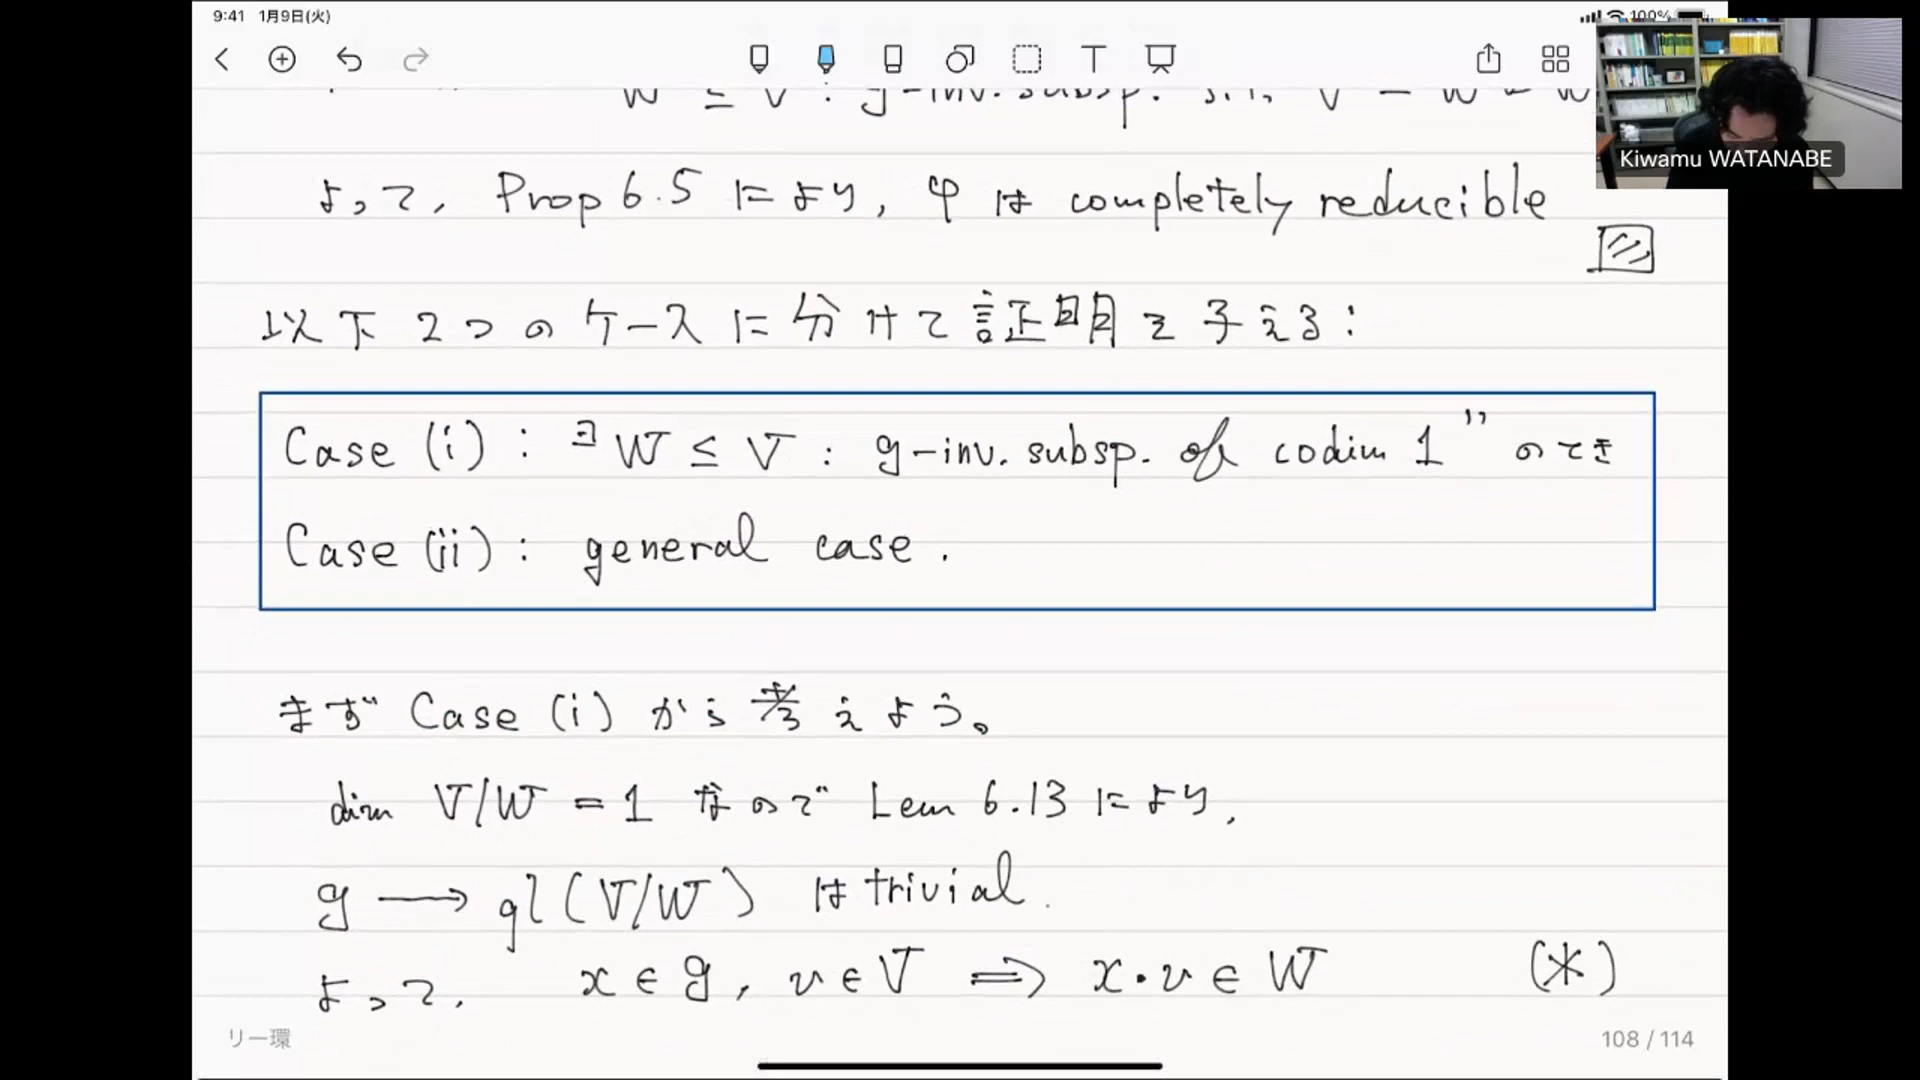 9:41 1月9日(火)
100%
W ≤ V : g-inv. subsp. s.t. V = W ⊕ W
Kiwamu WATANABE
よって, Prop 6.5 により, φ は completely reducible
以下 2つの ケースに分けて証明を与える:
Case (i) : ∃W ≤ V : g-inv. subsp. of codim 1" のとき
Case (ii) : general case.
まず Case (i) から考えよう。
dim V/W = 1 なので Lem 6.13 により,
g → gl(V/W) は trivial.
よって, x ∈ g, v ∈ V ⟹ x・v ∈ W (*)
リー環
108 / 114